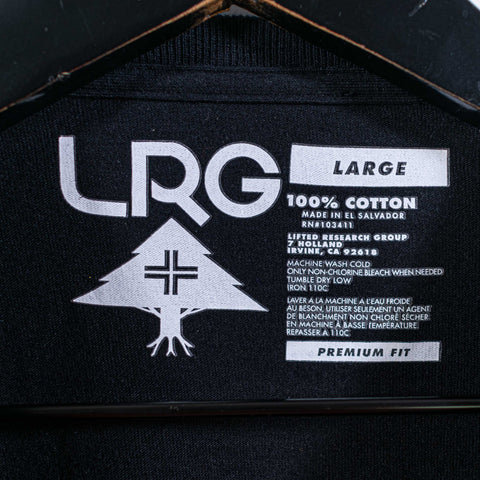 LRG
LARGE
100% COTTON
MADE IN EL SALVADOR
RN#103411
LIFTED RESEARCH GROUP
7 HOLLAND
IRVINE, CA 92618
MACHINE WASH COLD
ONLY NON-CHLORINE BLEACH WHEN NEEDED
TUMBLE DRY LOW
IRON 110C
LAVER A LA MACHINE A L'EAU FROIDE
AU BESOIN, UTILISER SEULEMENT UN AGENT
DE BLANCHIMENT NON CHLORÉ. SÉCHER
EN MACHINE À BASSE TEMPÉRATURE.
REPASSER A 110C
PREMIUM FIT